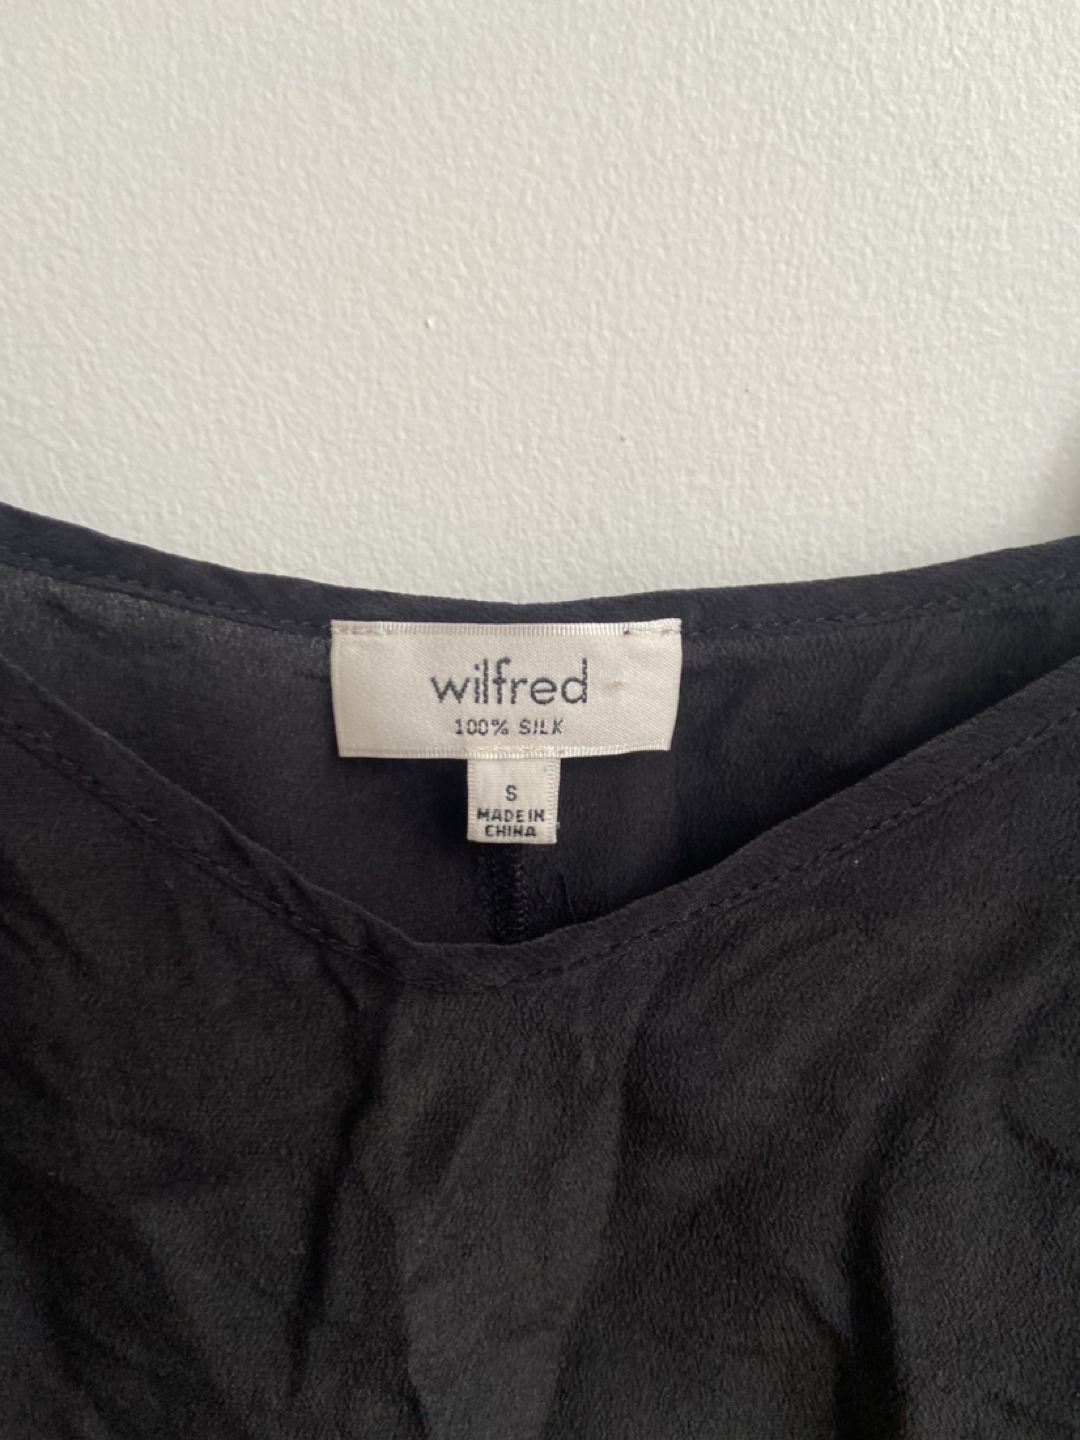 wilfred
100% SILK
S
MADE IN
CHINA